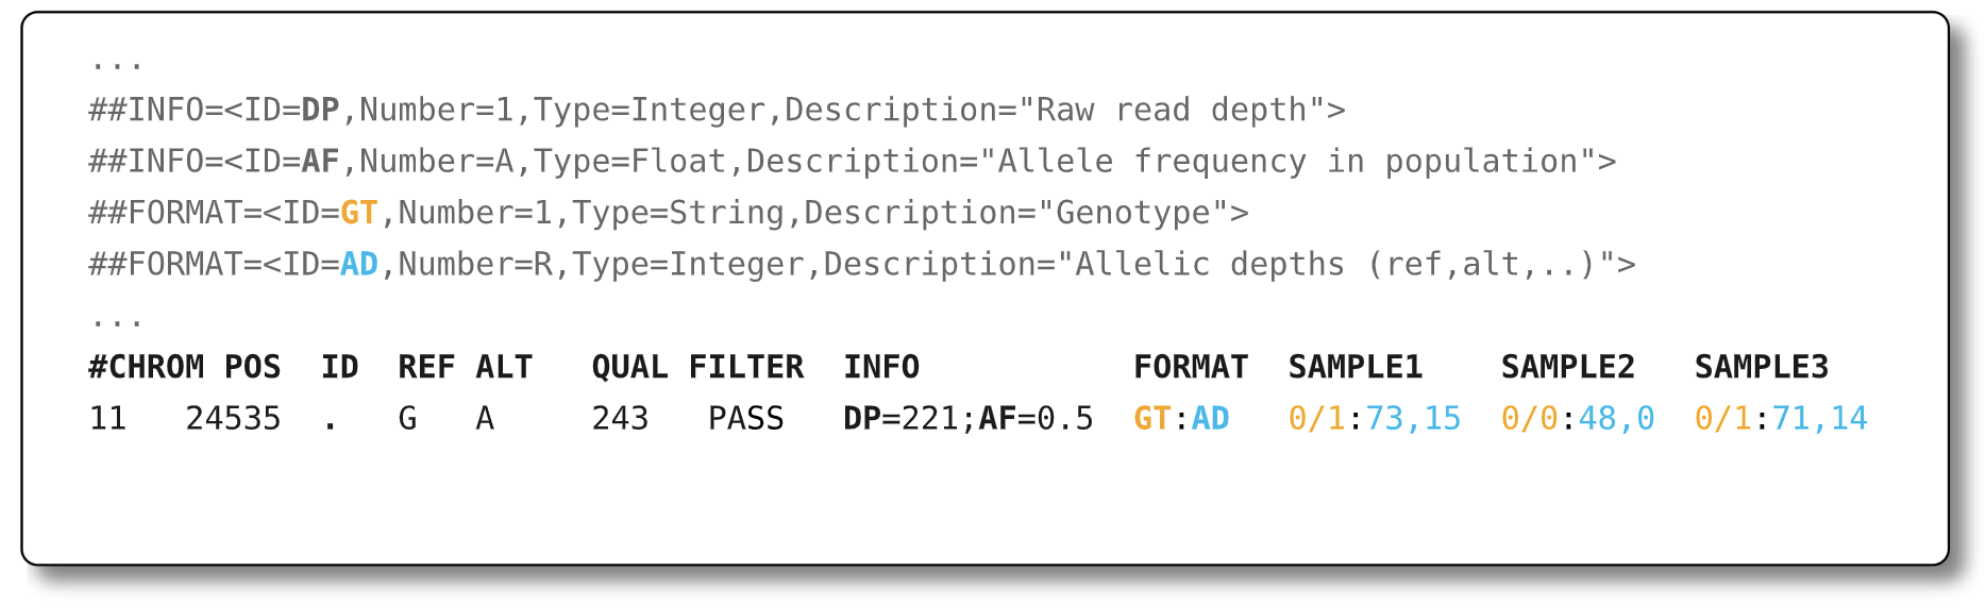 ...
##INFO=<ID=DP,Number=1,Type=Integer,Description="Raw read depth">
##INFO=<ID=AF,Number=A,Type=Float,Description="Allele frequency in population">
##FORMAT=<ID=GT,Number=1,Type=String,Description="Genotype">
##FORMAT=<ID=AD,Number=R,Type=Integer,Description="Allelic depths (ref,alt,..)">
...
#CHROM POS  ID  REF ALT   QUAL FILTER  INFO           FORMAT  SAMPLE1    SAMPLE2   SAMPLE3
11   24535  .   G   A     243   PASS   DP=221;AF=0.5  GT:AD   0/1:73,15  0/0:48,0  0/1:71,14